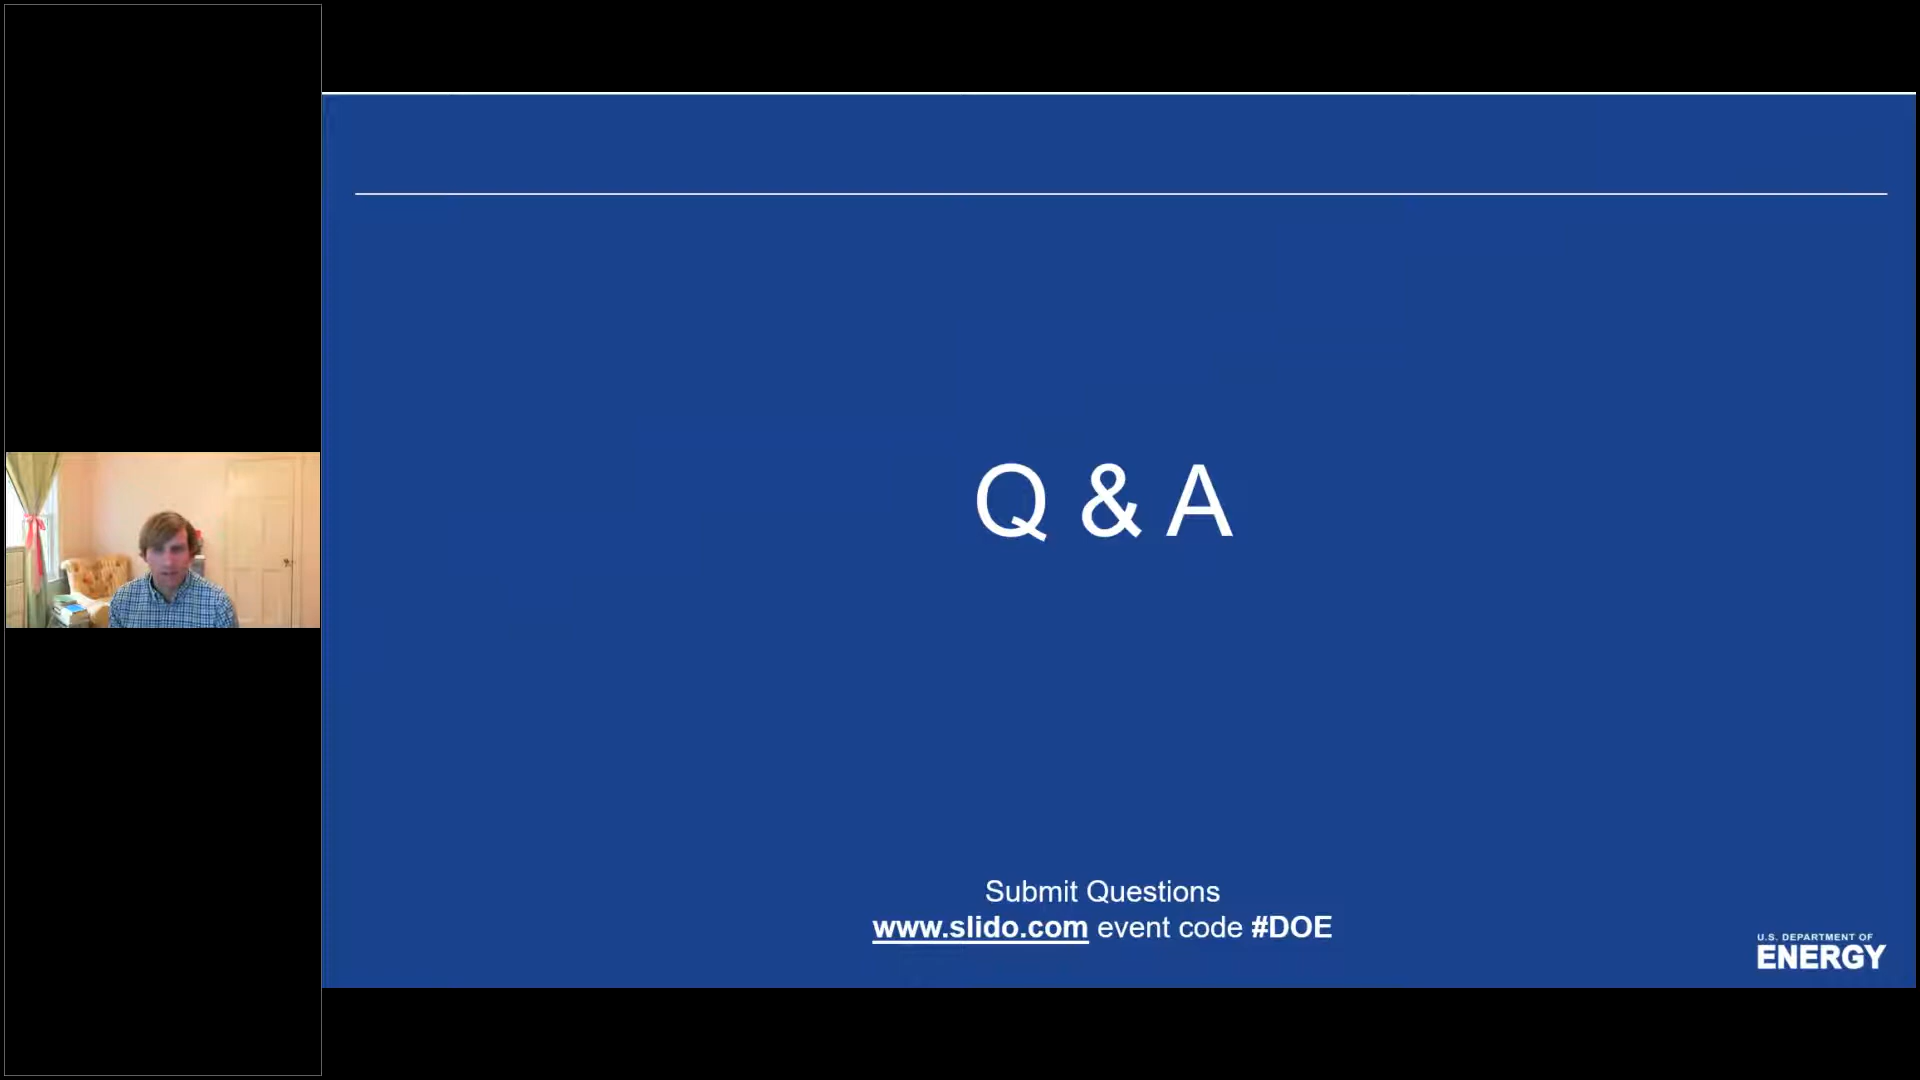 Q & A
Submit Questions
www.slido.com event code #DOE
U.S. DEPARTMENT OF
ENERGY